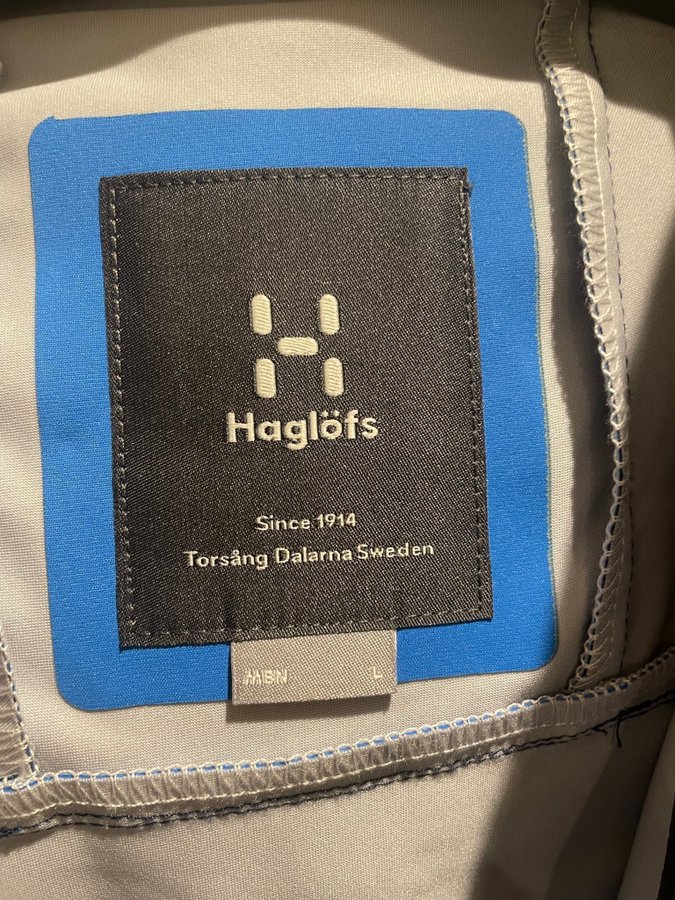 Haglöfs
Since 1914
Torsång Dalarna Sweden
MEN L